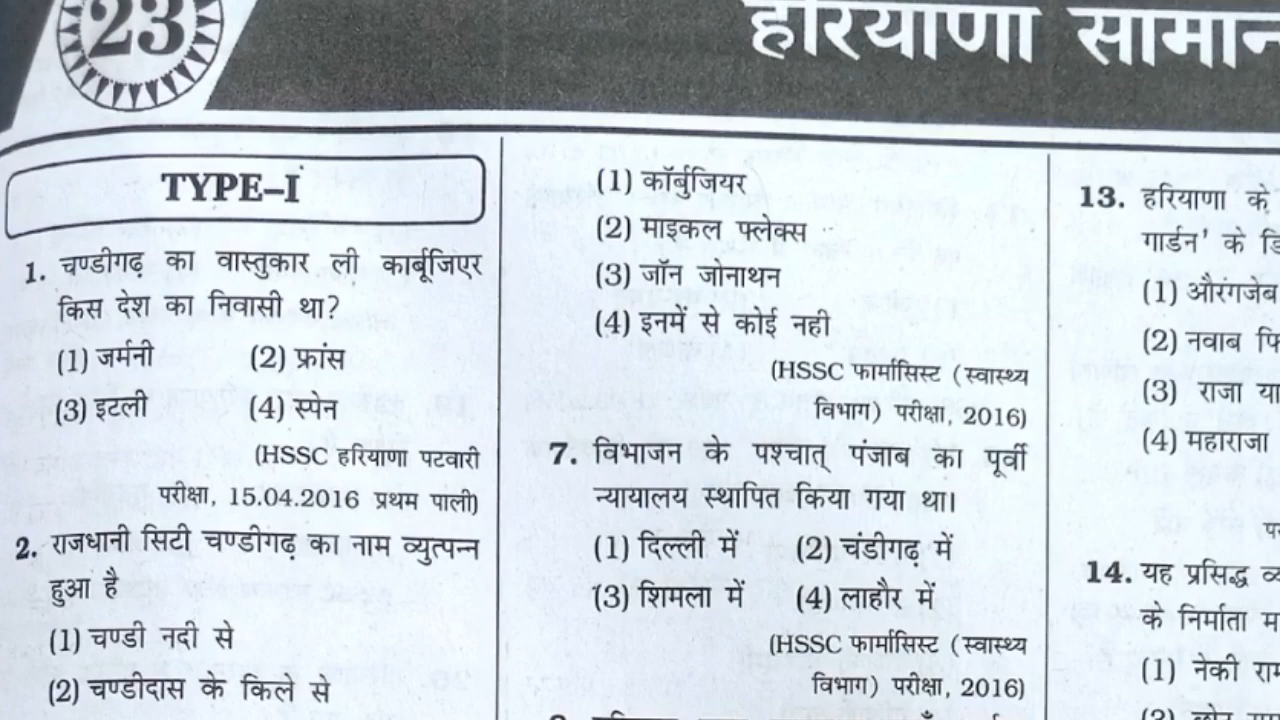 23
हरियाणा सामान
TYPE–I
1. चण्डीगढ़ का वास्तुकार ली कार्बूजिएर
किस देश का निवासी था?
(1) जर्मनी (2) फ्रांस
(3) इटली (4) स्पेन
(HSSC हरियाणा पटवारी
परीक्षा, 15.04.2016 प्रथम पाली)
2. राजधानी सिटी चण्डीगढ़ का नाम व्युत्पन्न
हुआ है
(1) चण्डी नदी से
(2) चण्डीदास के किले से
(1) कॉर्बुजियर
(2) माइकल फ्लेक्स
(3) जॉन जोनाथन
(4) इनमें से कोई नही
(HSSC फार्मासिस्ट (स्वास्थ्य
विभाग) परीक्षा, 2016)
7. विभाजन के पश्चात् पंजाब का पूर्वी
न्यायालय स्थापित किया गया था।
(1) दिल्ली में (2) चंडीगढ़ में
(3) शिमला में (4) लाहौर में
(HSSC फार्मासिस्ट (स्वास्थ्य
विभाग) परीक्षा, 2016)
13. हरियाणा के
गार्डन' के
(1) औरंगजेब
(2) नवाब
(3) राजा
(4) महाराजा
14. यह प्रसिद्ध
के निर्माता
(1) नेकी